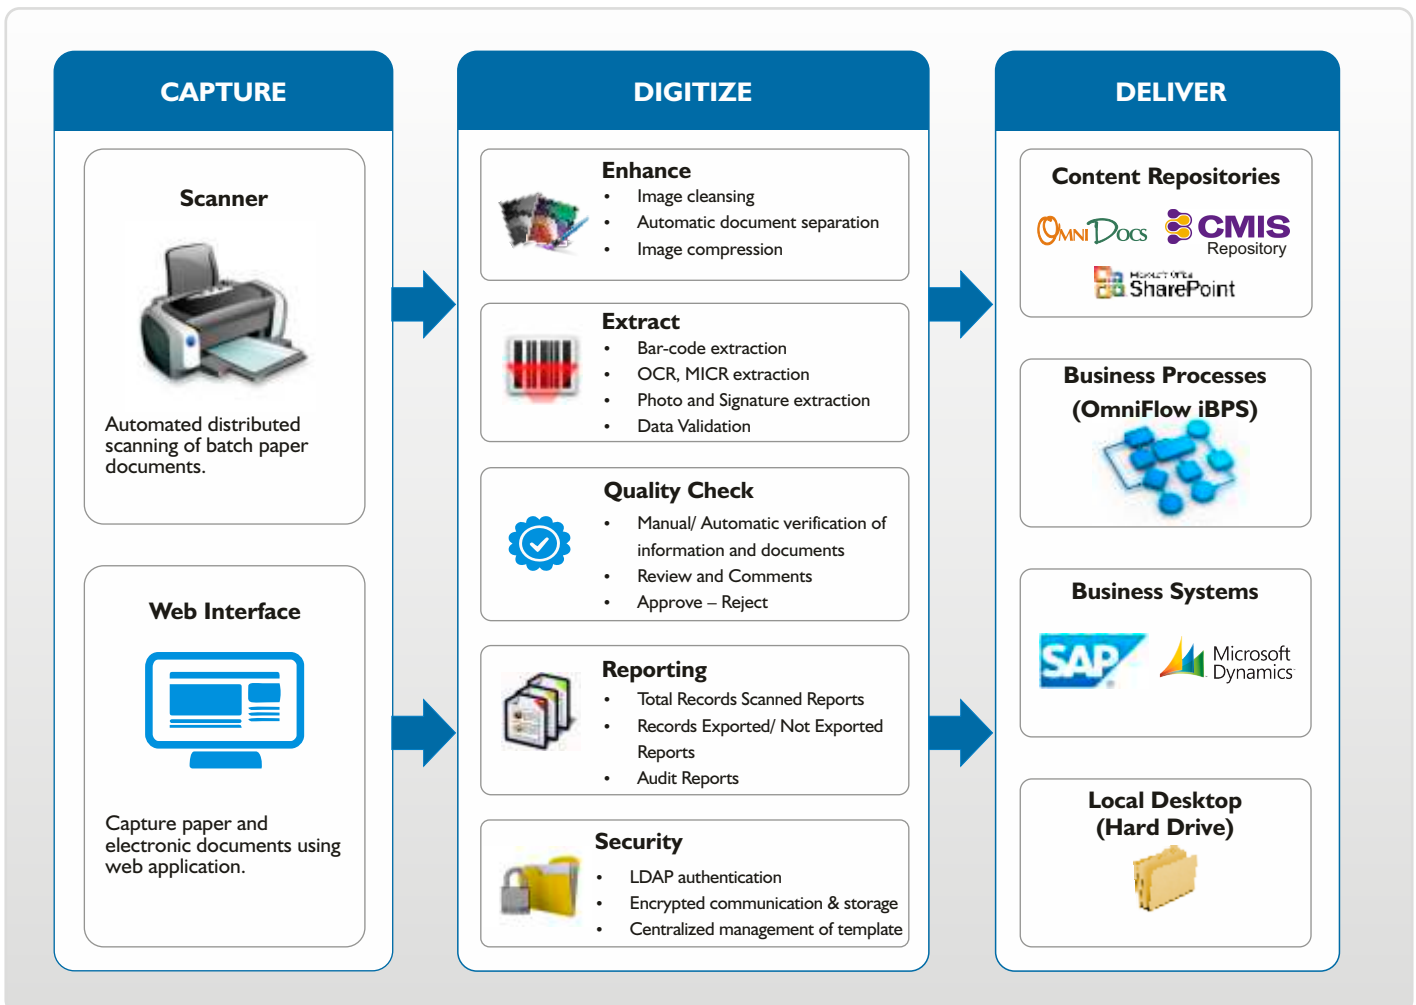 CAPTURE
Scanner
Automated distributed
scanning of batch paper
documents.
Web Interface
Capture paper and
electronic documents using
web application.
DIGITIZE
Enhance
• Image cleansing
• Automatic document separation
• Image compression
Extract
• Bar-code extraction
• OCR, MICR extraction
• Photo and Signature extraction
• Data Validation
Quality Check
• Manual/ Automatic verification of
information and documents
• Review and Comments
• Approve – Reject
Reporting
• Total Records Scanned Reports
• Records Exported/ Not Exported
Reports
• Audit Reports
Security
• LDAP authentication
• Encrypted communication & storage
• Centralized management of template
DELIVER
Content Repositories
OMNIDOCS
CMIS
Repository
Microsoft Office
SharePoint
Business Processes
(OmniFlow iBPS)
Business Systems
SAP
Microsoft
Dynamics
Local Desktop
(Hard Drive)